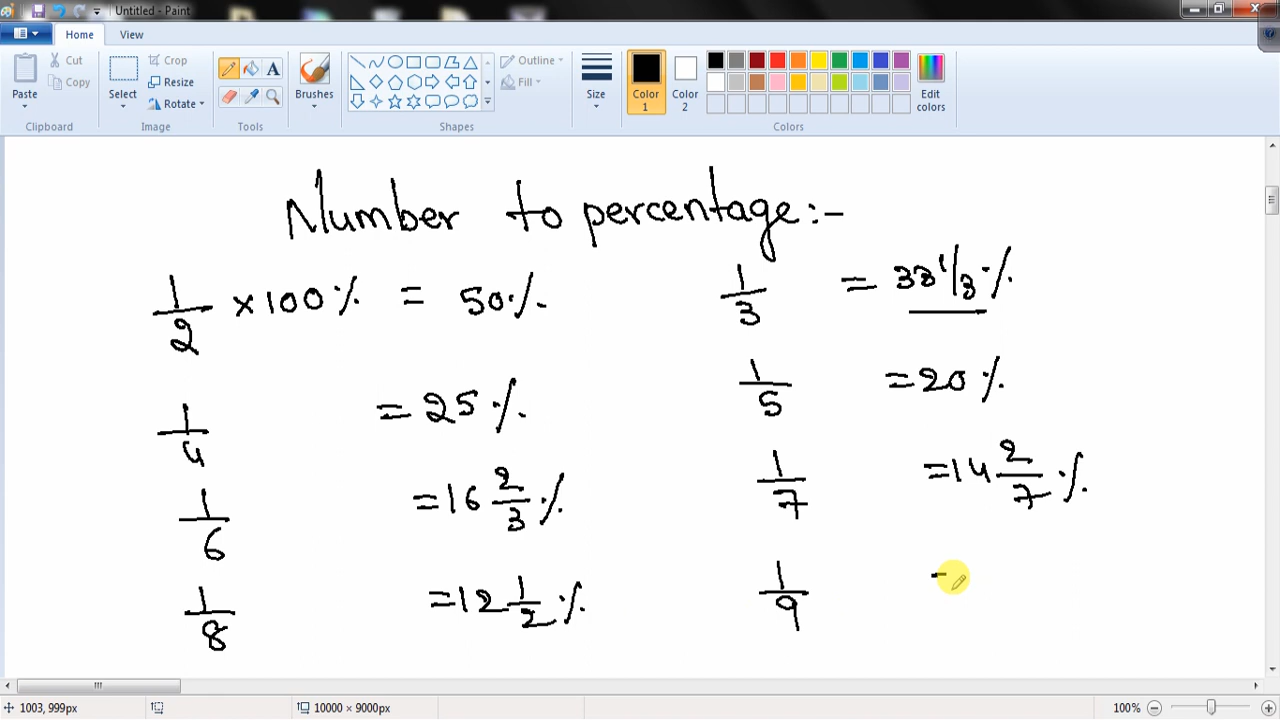 Untitled - Paint
Home View
Paste
Cut
Copy
Clipboard
Select
Crop
Resize
Rotate
Image
A
Tools
Brushes
Outline
Fill
Shapes
Size
Color 1
Color 2
Edit colors
Colors
Number to percentage:-
1/2 × 100% = 50%
1/3 = 33 1/3 %
1/4 = 25%
1/5 = 20%
1/6 = 16 2/3 %
1/7 = 14 2/7 %
1/8 = 12 1/2 %
1/9 -
1003, 999px
10000 × 9000px
100%